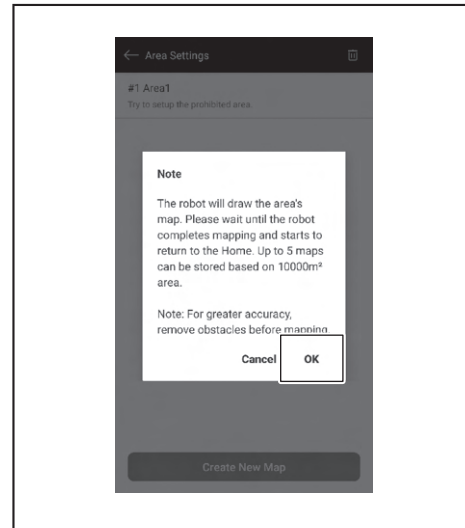 ← Area Settings
#1 Area1
Try to setup the prohibited area.
Note
The robot will draw the area's
map. Please wait until the robot
completes mapping and starts to
return to the Home. Up to 5 maps
can be stored based on 10000m²
area.
Note: For greater accuracy,
remove obstacles before mapping.
Cancel OK
Create New Map